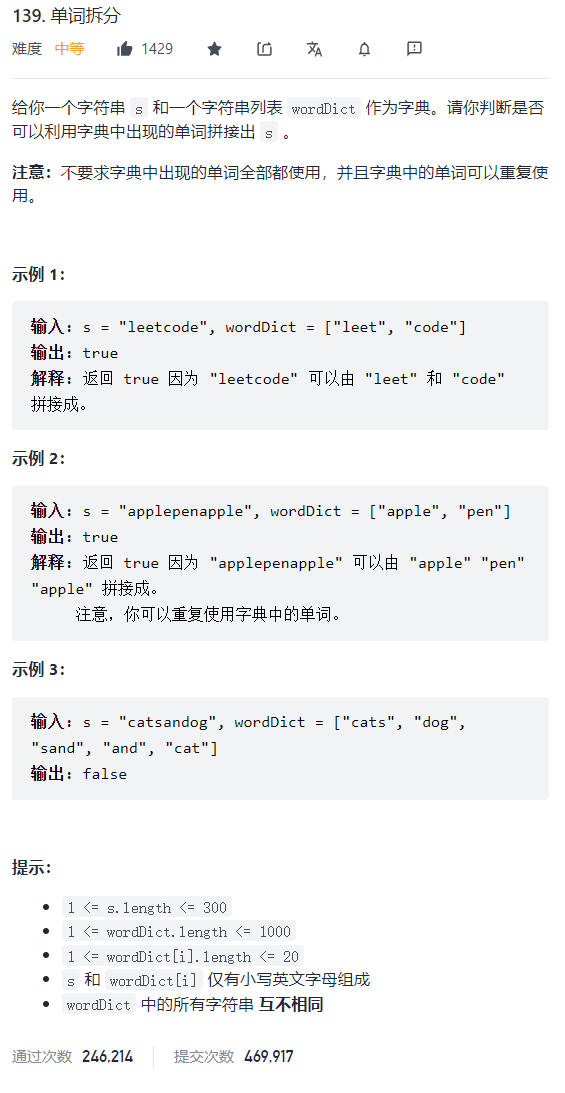 139. 单词拆分
难度 中等 1429
给你一个字符串 s 和一个字符串列表 wordDict 作为字典。请你判断是否
可以利用字典中出现的单词拼接出 s 。
注意：不要求字典中出现的单词全部都使用，并且字典中的单词可以重复使
用。
示例 1：
输入: s = "leetcode", wordDict = ["leet", "code"]
输出: true
解释: 返回 true 因为 "leetcode" 可以由 "leet" 和 "code"
拼接成。
示例 2：
输入: s = "applepenapple", wordDict = ["apple", "pen"]
输出: true
解释: 返回 true 因为 "applepenapple" 可以由 "apple" "pen"
"apple" 拼接成。
注意，你可以重复使用字典中的单词。
示例 3：
输入: s = "catsandog", wordDict = ["cats", "dog",
"sand", "and", "cat"]
输出: false
提示：
• 1 <= s.length <= 300
• 1 <= wordDict.length <= 1000
• 1 <= wordDict[i].length <= 20
• s 和 wordDict[i] 仅有小写英文字母组成
• wordDict 中的所有字符串 互不相同
通过次数 246,214 提交次数 469,917